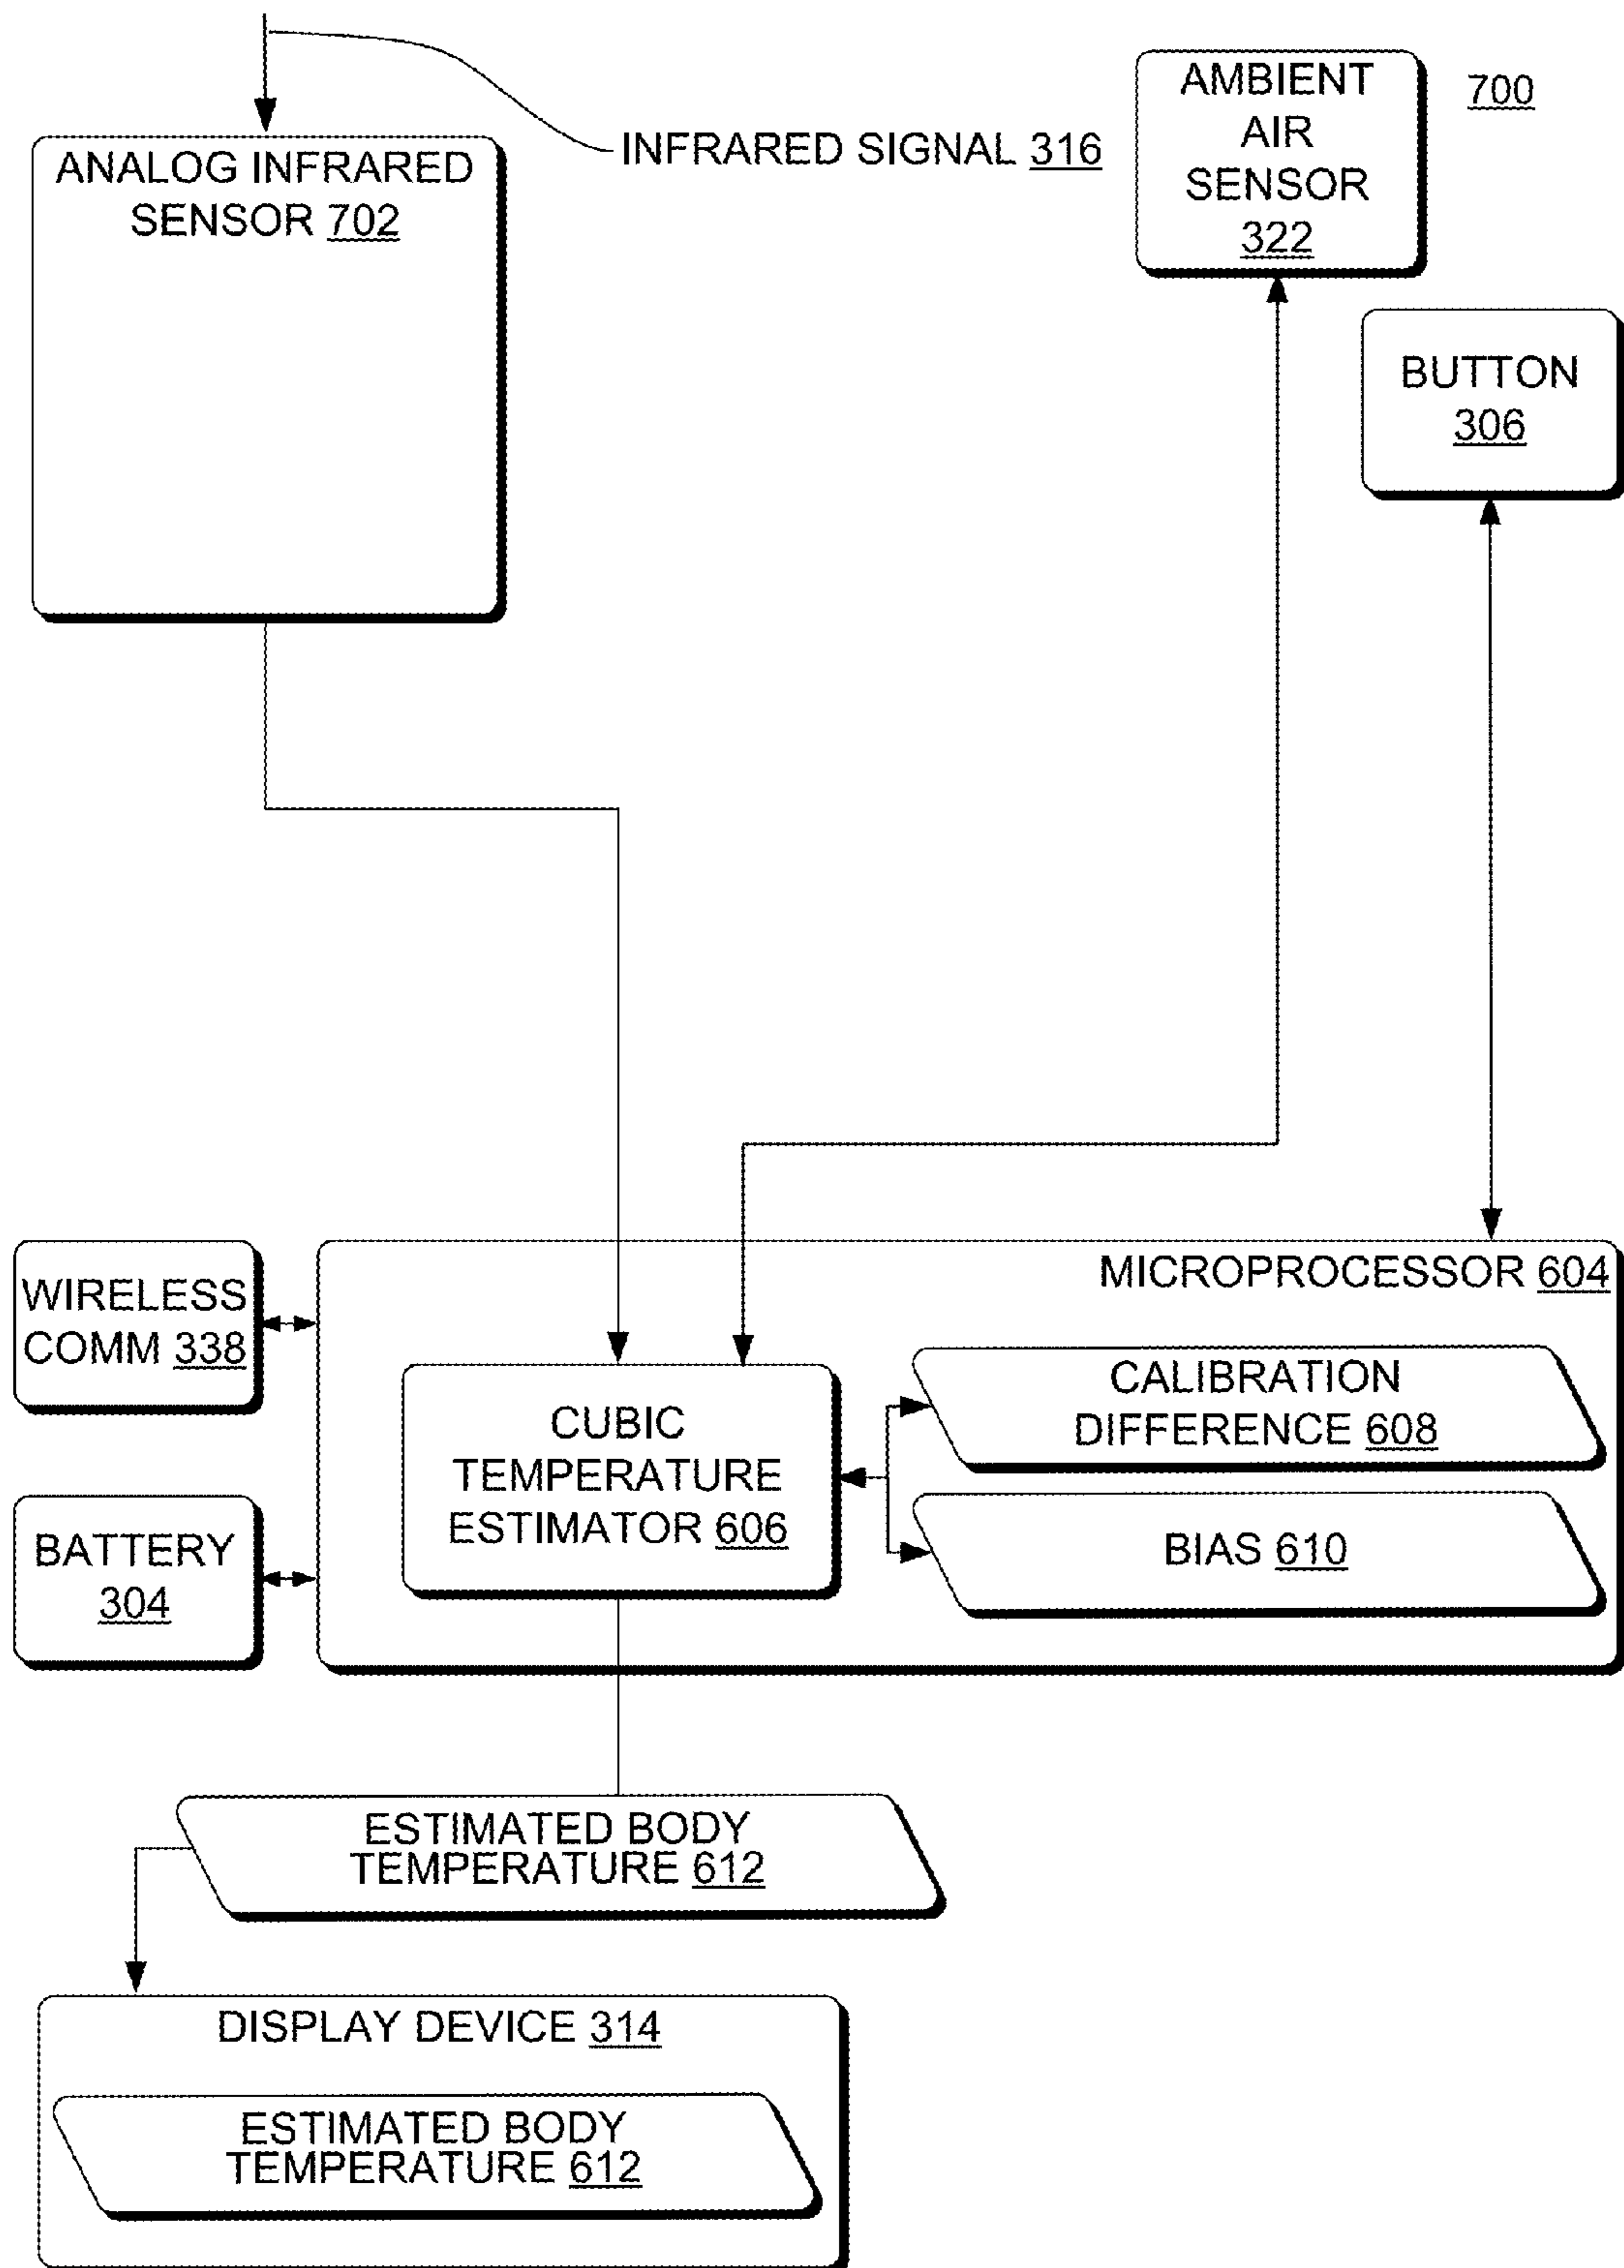 INFRARED SIGNAL 316
ANALOG INFRARED
SENSOR 702
AMBIENT
AIR
SENSOR
322
700
BUTTON
306
MICROPROCESSOR 604
WIRELESS
COMM 338
BATTERY
304
CUBIC
TEMPERATURE
ESTIMATOR 606
CALIBRATION
DIFFERENCE 608
BIAS 610
ESTIMATED BODY
TEMPERATURE 612
DISPLAY DEVICE 314
ESTIMATED BODY
TEMPERATURE 612